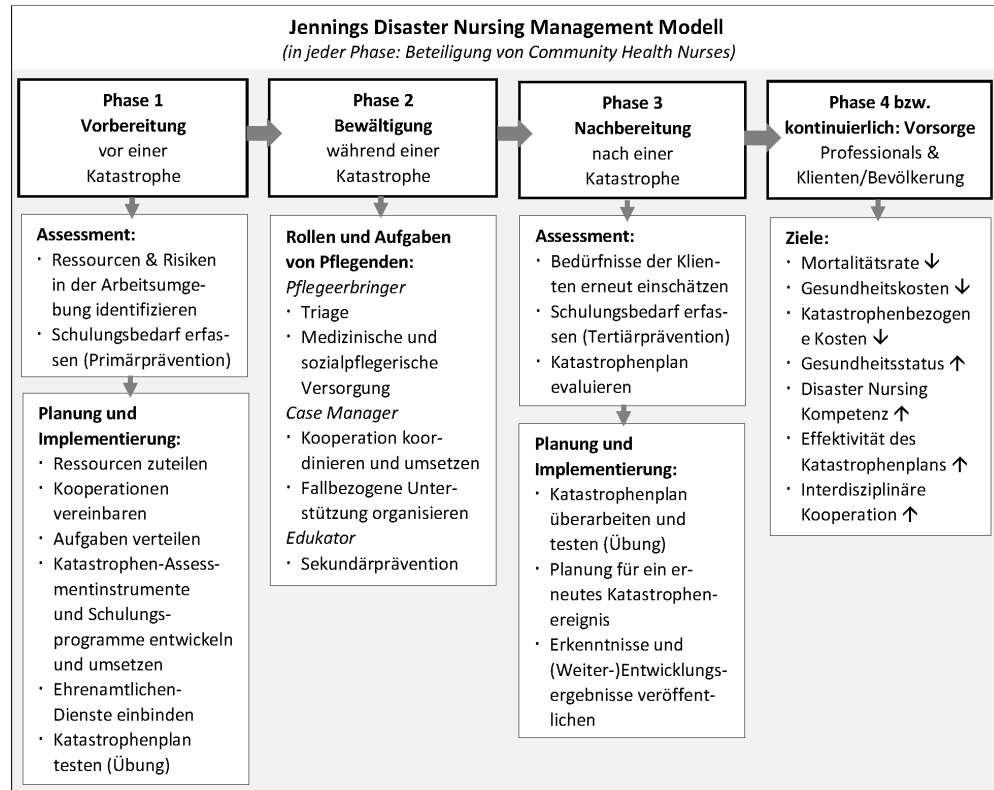 Jennings Disaster Nursing Management Modell
(in jeder Phase: Beteiligung von Community Health Nurses)
Phase 1
Vorbereitung
vor einer
Katastrophe
Assessment:
· Ressourcen & Risiken
in der Arbeitsumge-
bung identifizieren
· Schulungsbedarf erfas-
sen (Primärprävention)
Planung und
Implementierung:
· Ressourcen zuteilen
· Kooperationen
vereinbaren
· Aufgaben verteilen
· Katastrophen-Assess-
mentinstrumente
und Schulungs-
programme entwickeln
und umsetzen
· Ehrenamtlichen-
Dienste einbinden
· Katastrophenplan
testen (Übung)
Phase 2
Bewältigung
während einer
Katastrophe
Rollen und Aufgaben
von Pflegenden:
Pflegeerbringer
· Triage
· Medizinische und
sozialpflegerische
Versorgung
Case Manager
· Kooperation koor-
dinieren und umsetzen
· Fallbezogene Unter-
stützung organisieren
Edukator
· Sekundärprävention
Phase 3
Nachbereitung
nach einer
Katastrophe
Assessment:
· Bedürfnisse der Klien-
ten erneut einschätzen
· Schulungsbedarf erfas-
sen (Tertiärprävention)
· Katastrophenplan
evaluieren
Planung und
Implementierung:
· Katastrophenplan
überarbeiten und
testen (Übung)
· Planung für ein er-
neutes Katastrophen-
ereignis
· Erkenntnisse und
(Weiter-)Entwicklungs-
ergebnisse veröffent-
lichen
Phase 4 bzw.
kontinuierlich: Vorsorge
Professionals &
Klienten/Bevölkerung
Ziele:
· Mortalitätsrate ↓
· Gesundheitskosten ↓
· Katastrophenbezogen
e Kosten ↓
· Gesundheitsstatus ↑
· Disaster Nursing
Kompetenz ↑
· Effektivität des
Katastrophenplans ↑
· Interdisziplinäre
Kooperation ↑